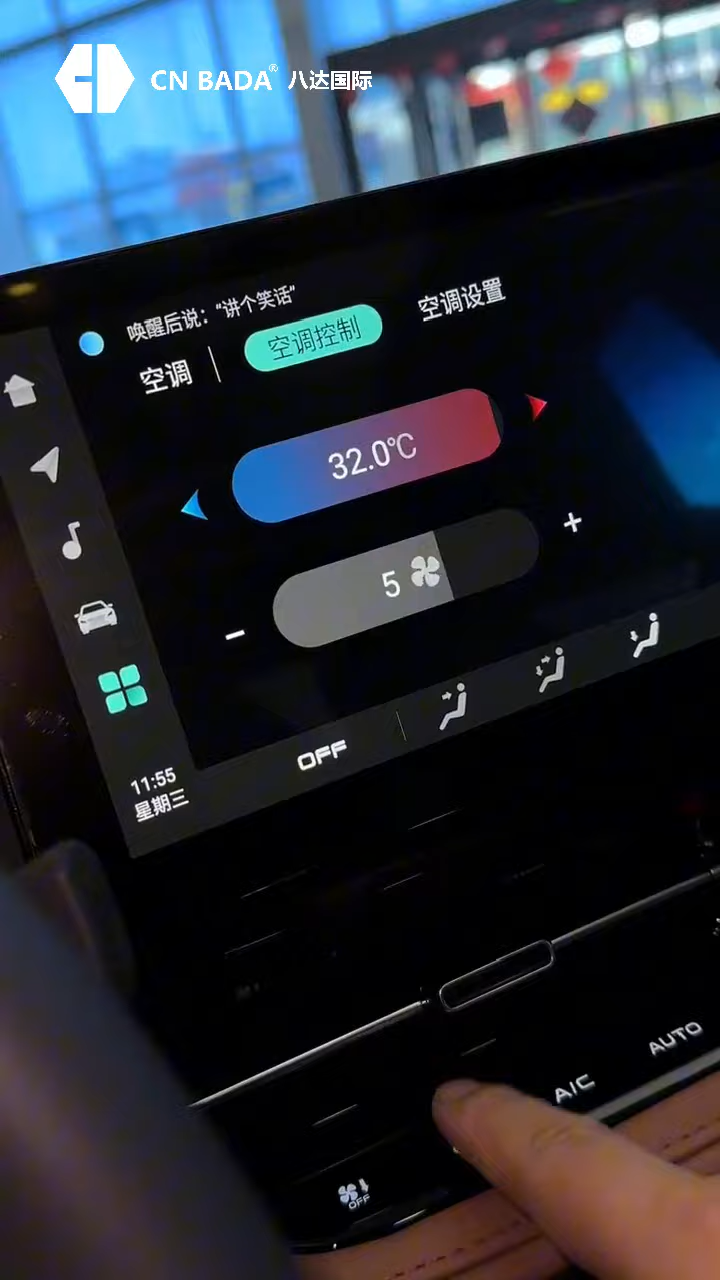 CN BADA® 八达国际
唤醒后说：“讲个笑话”
空调 | 空调控制 空调设置
32.0℃
5
OFF
11:55
星期三
AUTO
A/C
OFF